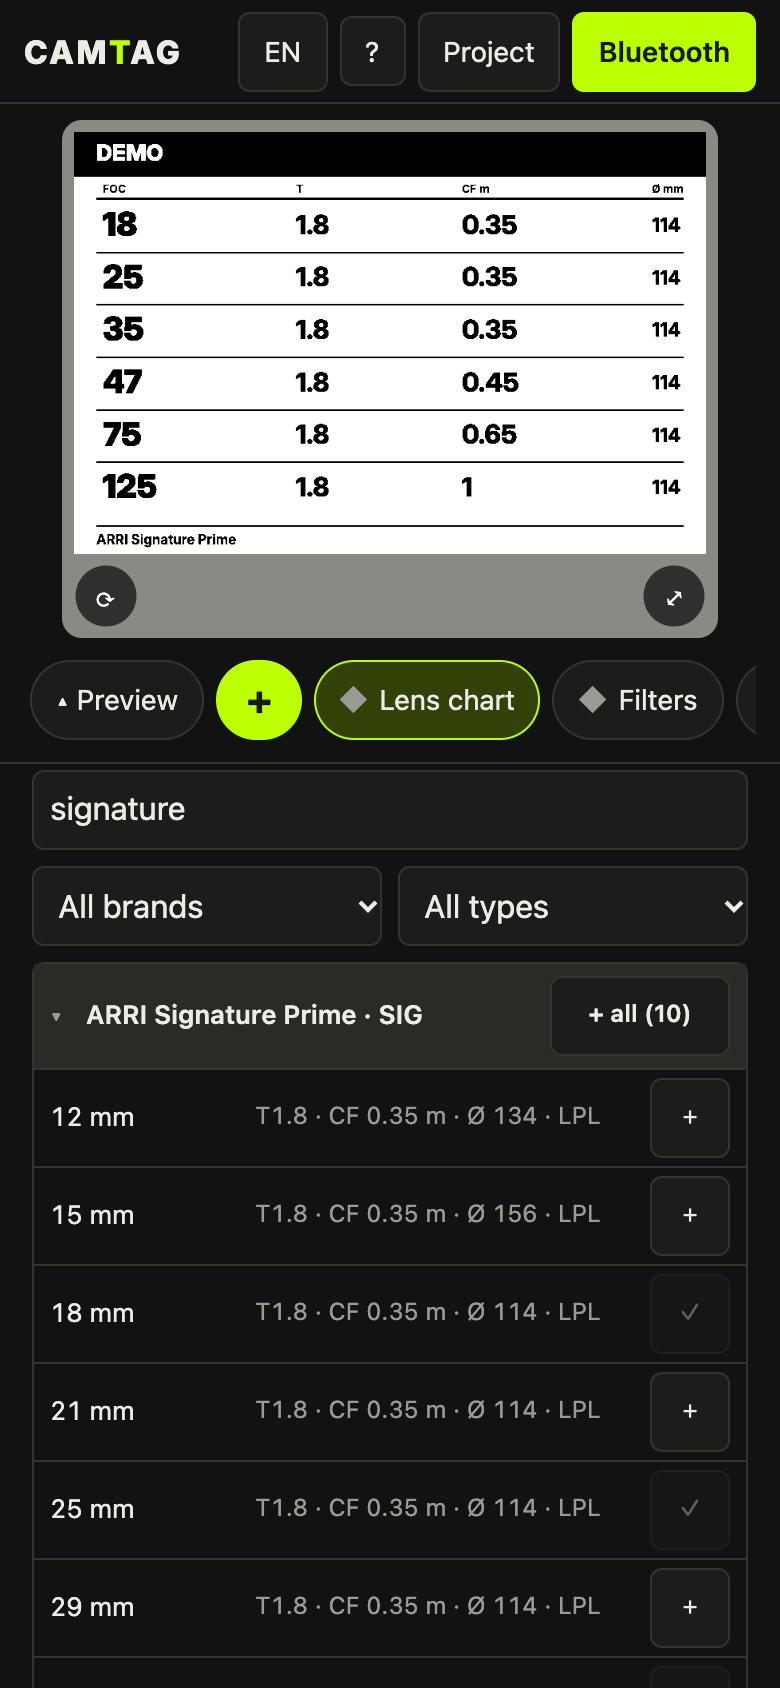 CAMTAG EN ? Project Bluetooth
DEMO
FOC T CF m Ø mm
18 1.8 0.35 114
25 1.8 0.35 114
35 1.8 0.35 114
47 1.8 0.45 114
75 1.8 0.65 114
125 1.8 1 114
ARRI Signature Prime
▴ Preview + Lens chart Filters
signature
All brands All types
▾ ARRI Signature Prime · SIG + all (10)
12 mm T1.8 · CF 0.35 m · Ø 134 · LPL +
15 mm T1.8 · CF 0.35 m · Ø 156 · LPL +
18 mm T1.8 · CF 0.35 m · Ø 114 · LPL ✓
21 mm T1.8 · CF 0.35 m · Ø 114 · LPL +
25 mm T1.8 · CF 0.35 m · Ø 114 · LPL ✓
29 mm T1.8 · CF 0.35 m · Ø 114 · LPL +